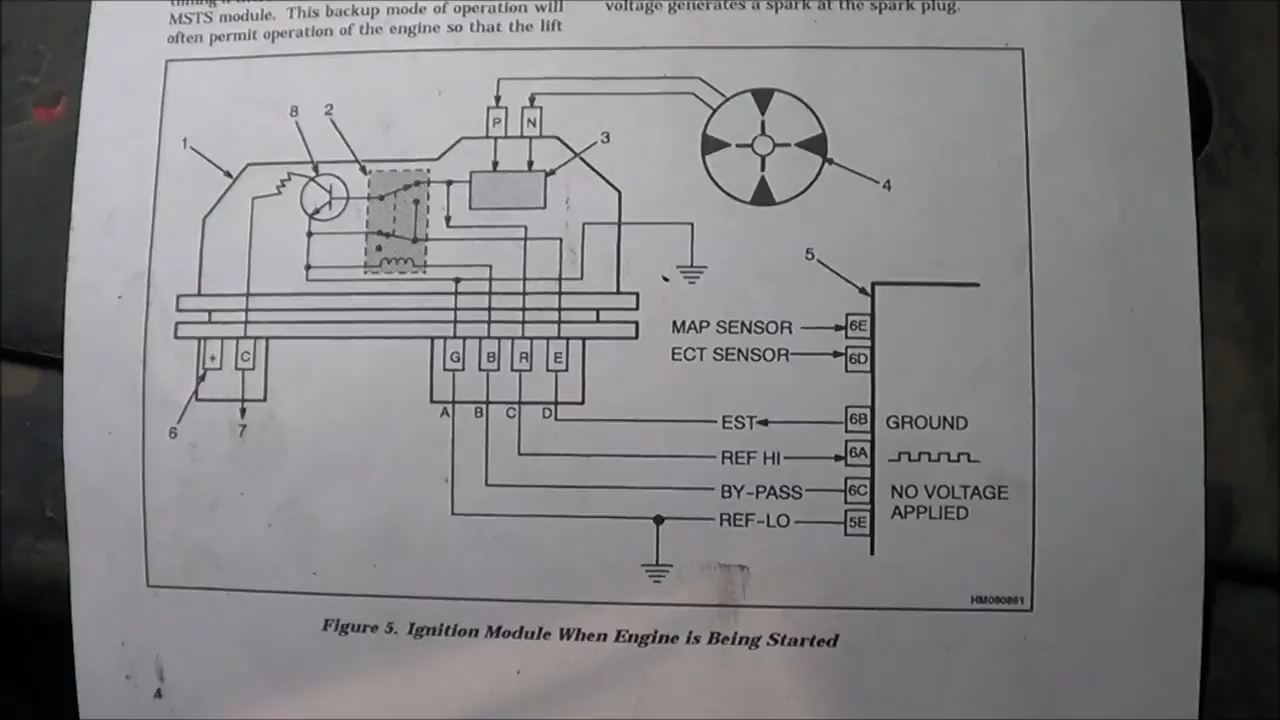 MSTS module. This backup mode of operation will
often permit operation of the engine so that the lift
voltage generates a spark at the spark plug.
8
2
P
N
3
1
4
5
MAP SENSOR
6E
ECT SENSOR
6D
+
C
G
B
R
E
6
7
A
B
C
D
EST
6B
GROUND
REF HI
6A
BY-PASS
6C
NO VOLTAGE
APPLIED
REF-LO
5E
HM080881
Figure 5. Ignition Module When Engine is Being Started
4